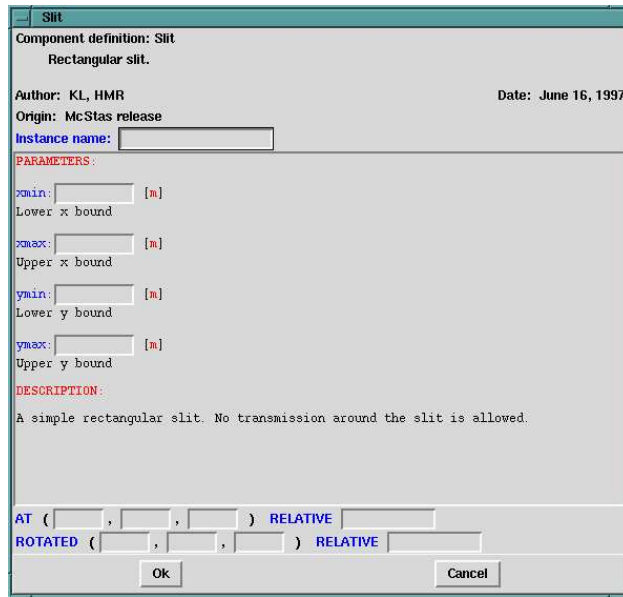 Slit
Component definition: Slit
Rectangular slit.
Author: KL, HMR Date: June 16, 1997
Origin: McStas release
Instance name:
PARAMETERS:
xmin: [m]
Lower x bound
xmax: [m]
Upper x bound
ymin: [m]
Lower y bound
ymax: [m]
Upper y bound
DESCRIPTION:
A simple rectangular slit. No transmission around the slit is allowed.
AT ( , , ) RELATIVE
ROTATED ( , , ) RELATIVE
Ok Cancel